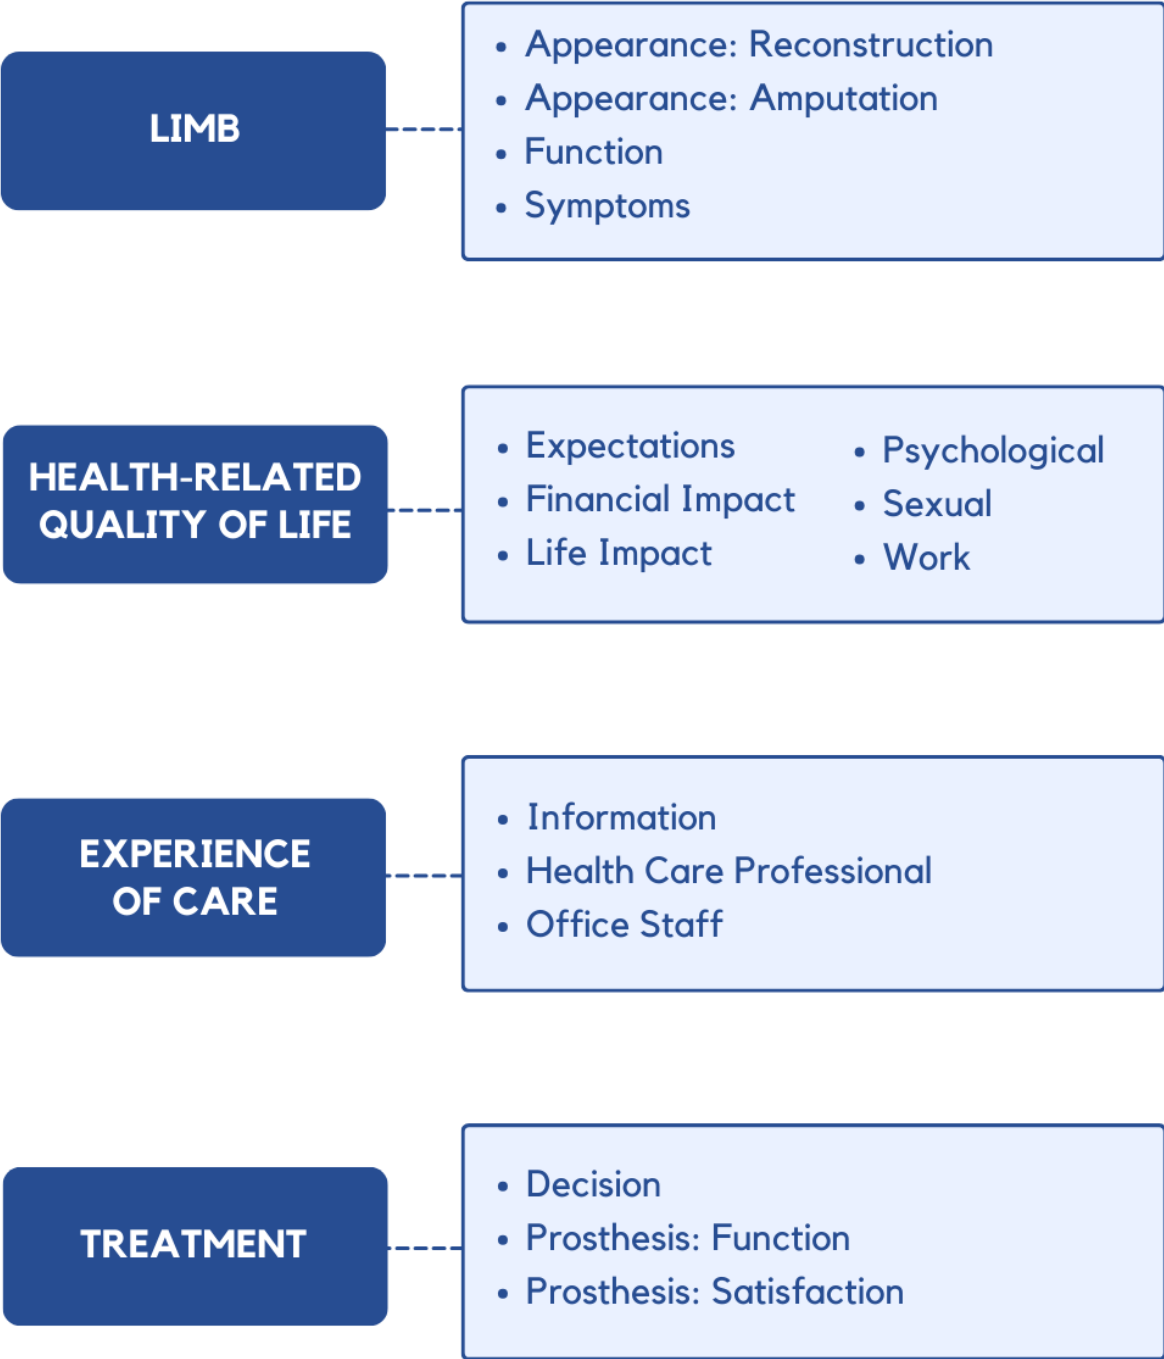 LIMB
• Appearance: Reconstruction
• Appearance: Amputation
• Function
• Symptoms
HEALTH-RELATED
QUALITY OF LIFE
• Expectations
• Financial Impact
• Life Impact
• Psychological
• Sexual
• Work
EXPERIENCE
OF CARE
• Information
• Health Care Professional
• Office Staff
TREATMENT
• Decision
• Prosthesis: Function
• Prosthesis: Satisfaction